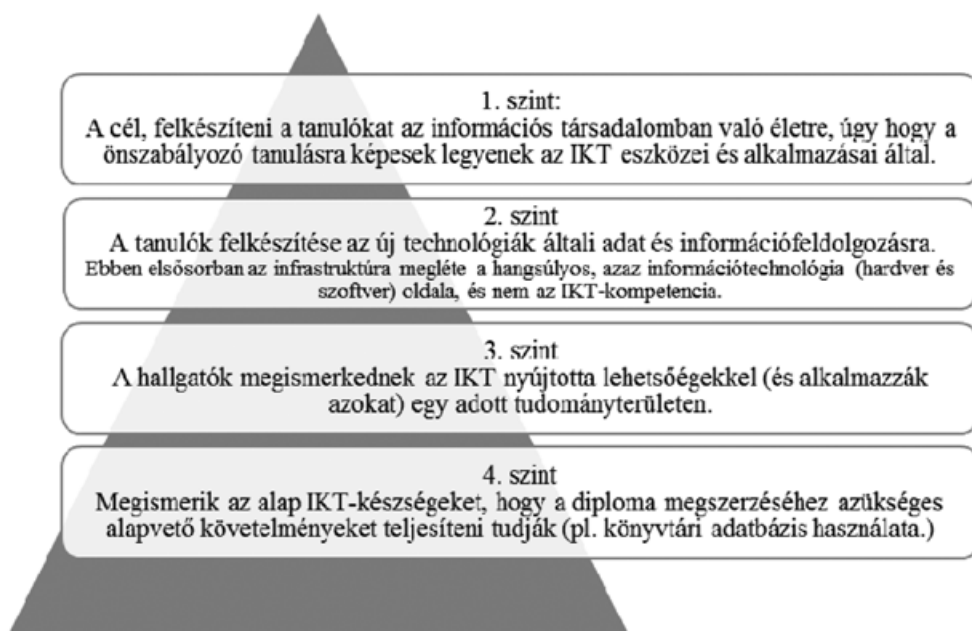 1. szint:
A cél, felkészíteni a tanulókat az információs társadalomban való életre, úgy hogy a
önszabályozó tanulásra képesek legyenek az IKT eszközei és alkalmazásai által.
2. szint
A tanulók felkészítése az új technológiák általi adat és információfeldolgozásra.
Ebben elsősorban az infrastruktúra megléte a hangsúlyos, azaz információtechnológia (hardver és
szoftver) oldala, és nem az IKT-kompetencia.
3. szint
A hallgatók megismerkednek az IKT nyújtotta lehetsőégekkel (és alkalmazzák
azokat) egy adott tudományterületen.
4. szint
Megismerik az alap IKT-készségeket, hogy a diploma megszerzéséhez azükséges
alapvető követelményeket teljesíteni tudják (pl. könyvtári adatbázis használata.)